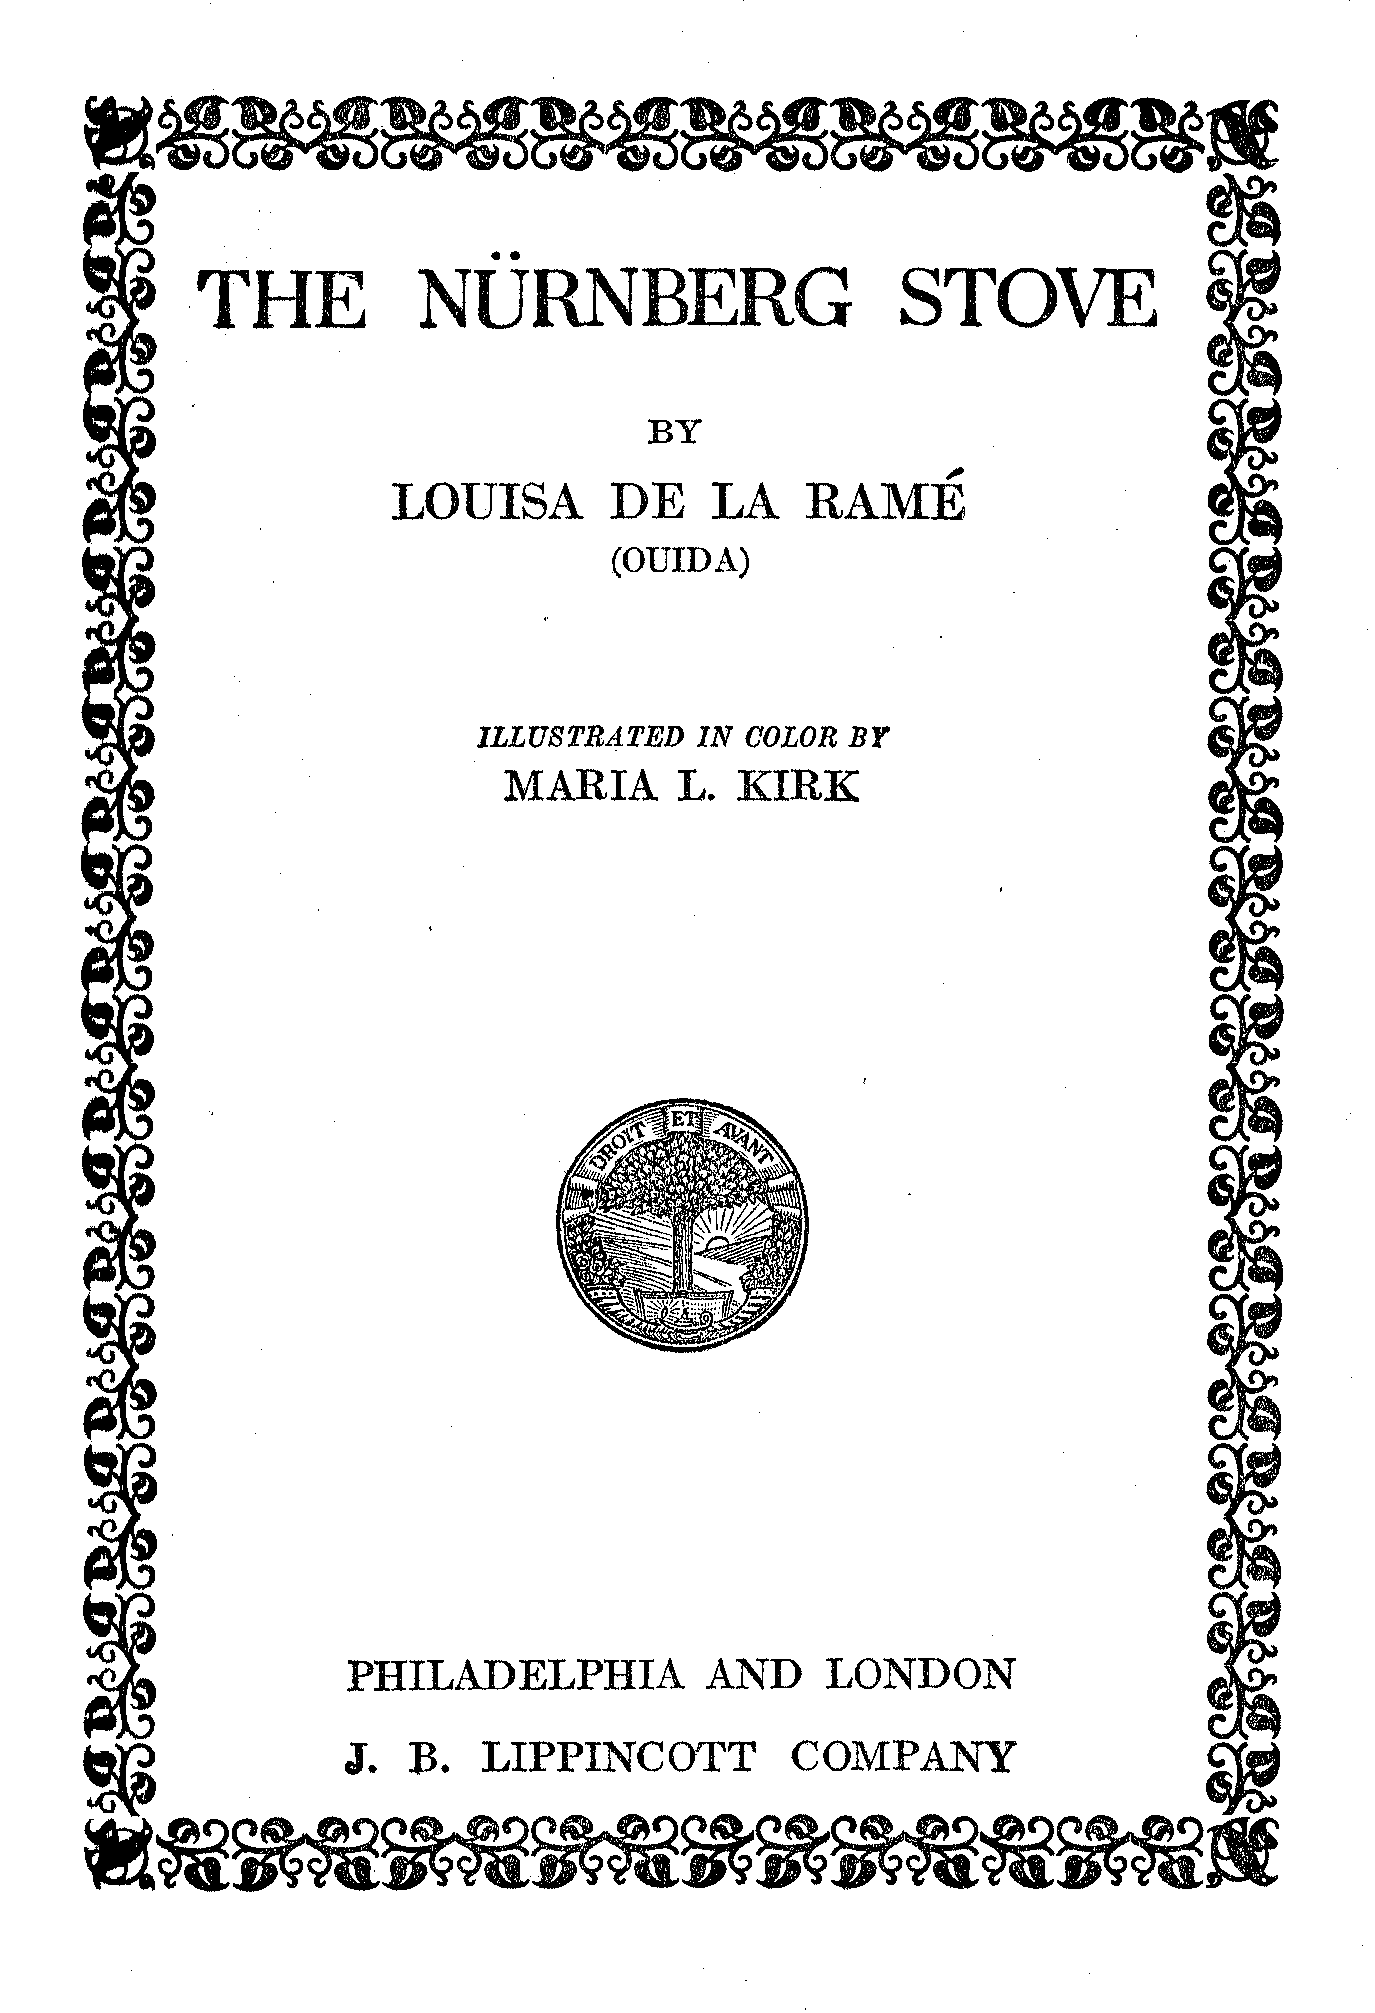 THE NÜRNBERG STOVE
BY
LOUISA DE LA RAMÉ
(OUIDA)
ILLUSTRATED IN COLOR BY
MARIA L. KIRK
DROIT ET AVANT
PHILADELPHIA AND LONDON
J. B. LIPPINCOTT COMPANY